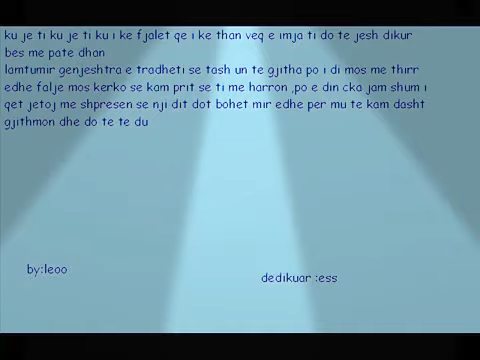 ku je ti ku je ti ku i ke fjalet qe i ke than veq e imja ti do te jesh dikur
bes me pate dhan
lamtumir genjeshtra e tradheti se tash un te gjitha po i di mos me thirr
edhe falje mos kerko se kam prit se ti me harron ,po e din cka jam shum i
qet jetoj me shpresen se nji dit dot bohet mir edhe per mu te kam dasht
gjithmon dhe do te te du
by:leoo
dedikuar :ess